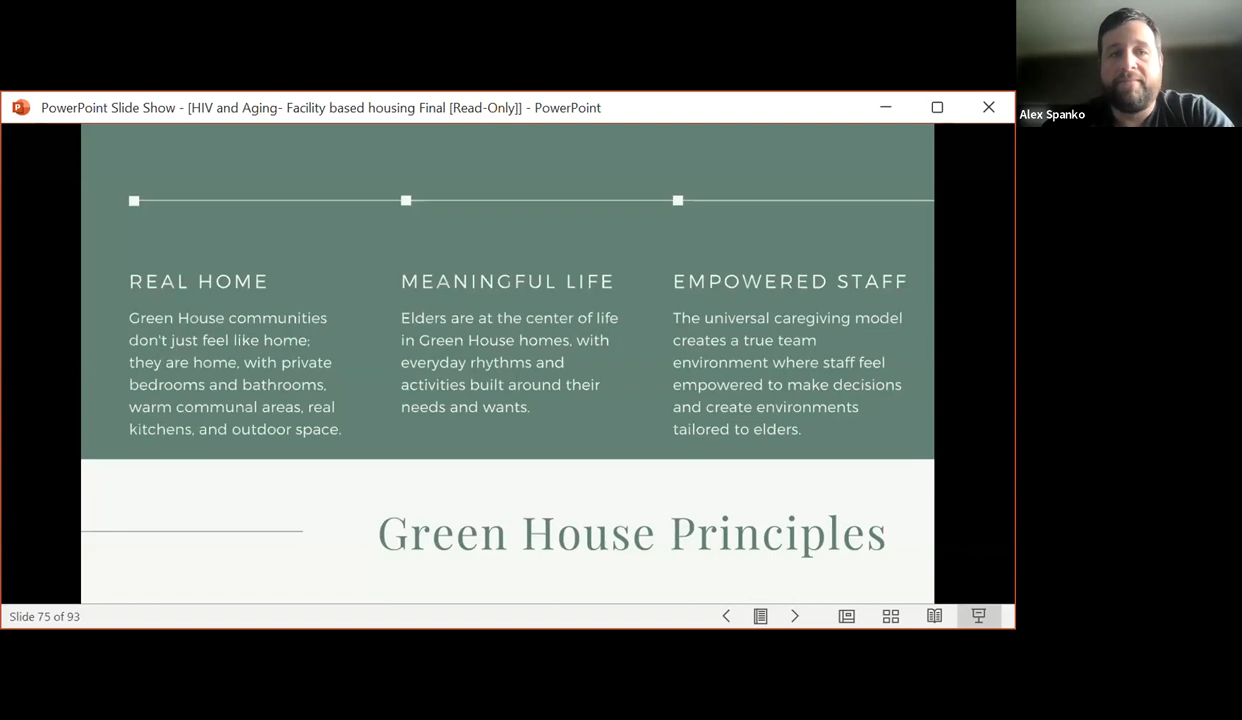 PowerPoint Slide Show - [HIV and Aging- Facility based housing Final [Read-Only]] - PowerPoint
Alex Spanko
REAL HOME
Green House communities
don't just feel like home;
they are home, with private
bedrooms and bathrooms,
warm communal areas, real
kitchens, and outdoor space.
MEANINGFUL LIFE
Elders are at the center of life
in Green House homes, with
everyday rhythms and
activities built around their
needs and wants.
EMPOWERED STAFF
The universal caregiving model
creates a true team
environment where staff feel
empowered to make decisions
and create environments
tailored to elders.
Green House Principles
Slide 75 of 93